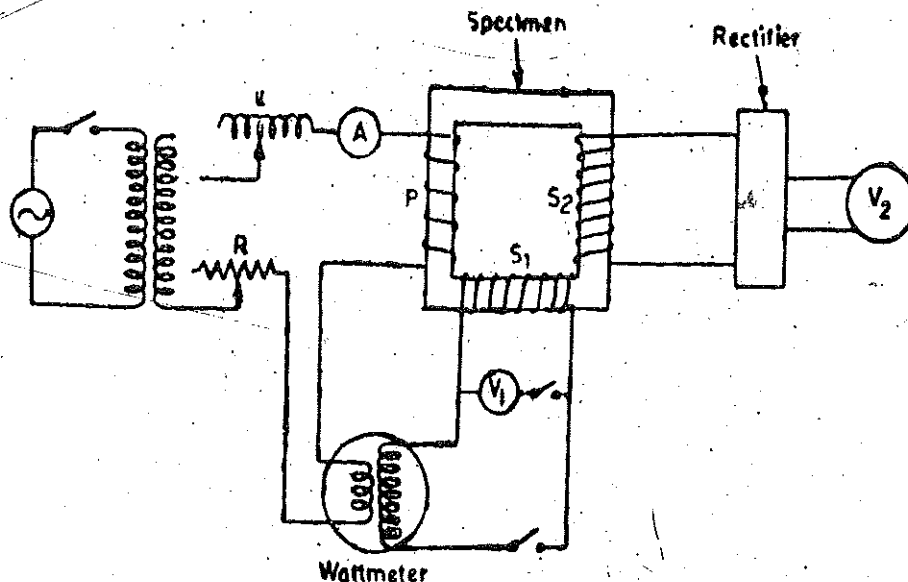 Specimen
Rectifier
A
P
S2
V2
R
S1
V1
Wattmeter